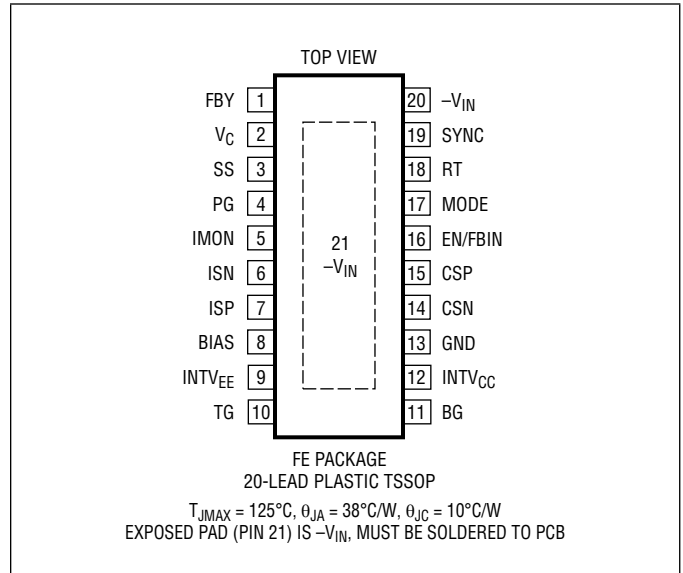 TOP VIEW
FBY 1
VC 2
SS 3
PG 4
IMON 5
ISN 6
ISP 7
BIAS 8
INTVEE 9
TG 10
20 –VIN
19 SYNC
18 RT
17 MODE
16 EN/FBIN
15 CSP
14 CSN
13 GND
12 INTVCC
11 BG
21
–VIN
FE PACKAGE
20-LEAD PLASTIC TSSOP
TJMAX = 125°C, θJA = 38°C/W, θJC = 10°C/W
EXPOSED PAD (PIN 21) IS –VIN, MUST BE SOLDERED TO PCB